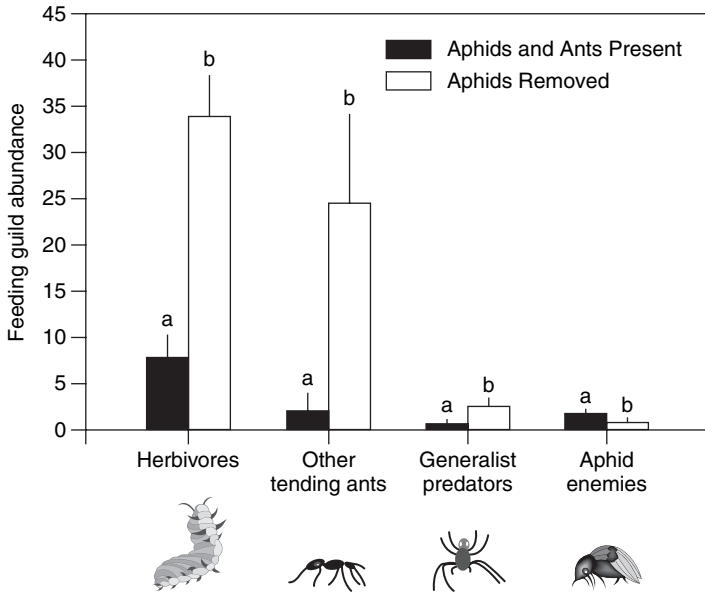 45
40
35
30
25
20
15
10
5
0
Feeding guild abundance
Aphids and Ants Present
Aphids Removed
a
b
a
b
a
b
a
b
Herbivores
Other
tending ants
Generalist
predators
Aphid
enemies